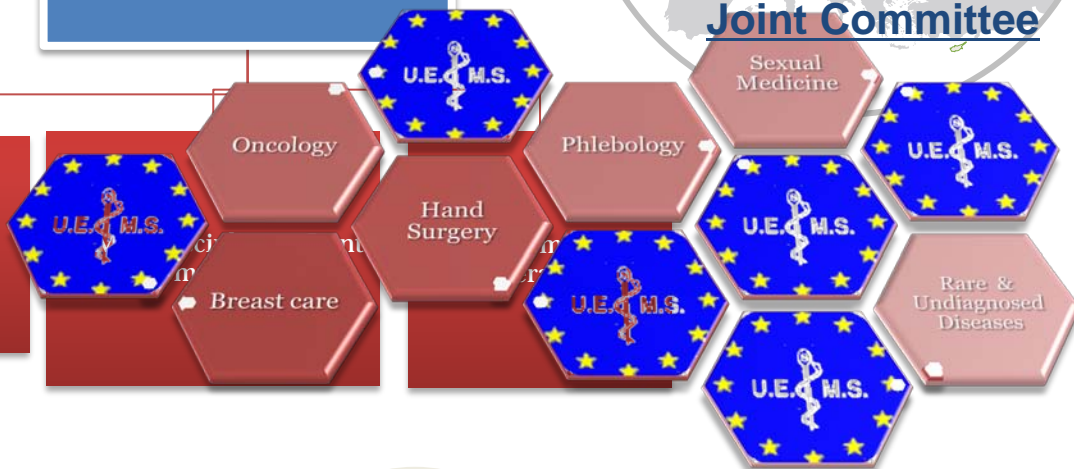 Joint Committee
Sexual
Medicine
U.E. M.S.
Oncology
Phlebology
U.E. M.S.
U.E. M.S.
Hand
Surgery
U.E. M.S.
Breast care
U.E. M.S.
Rare &
Undiagnosed
Diseases
U.E. M.S.